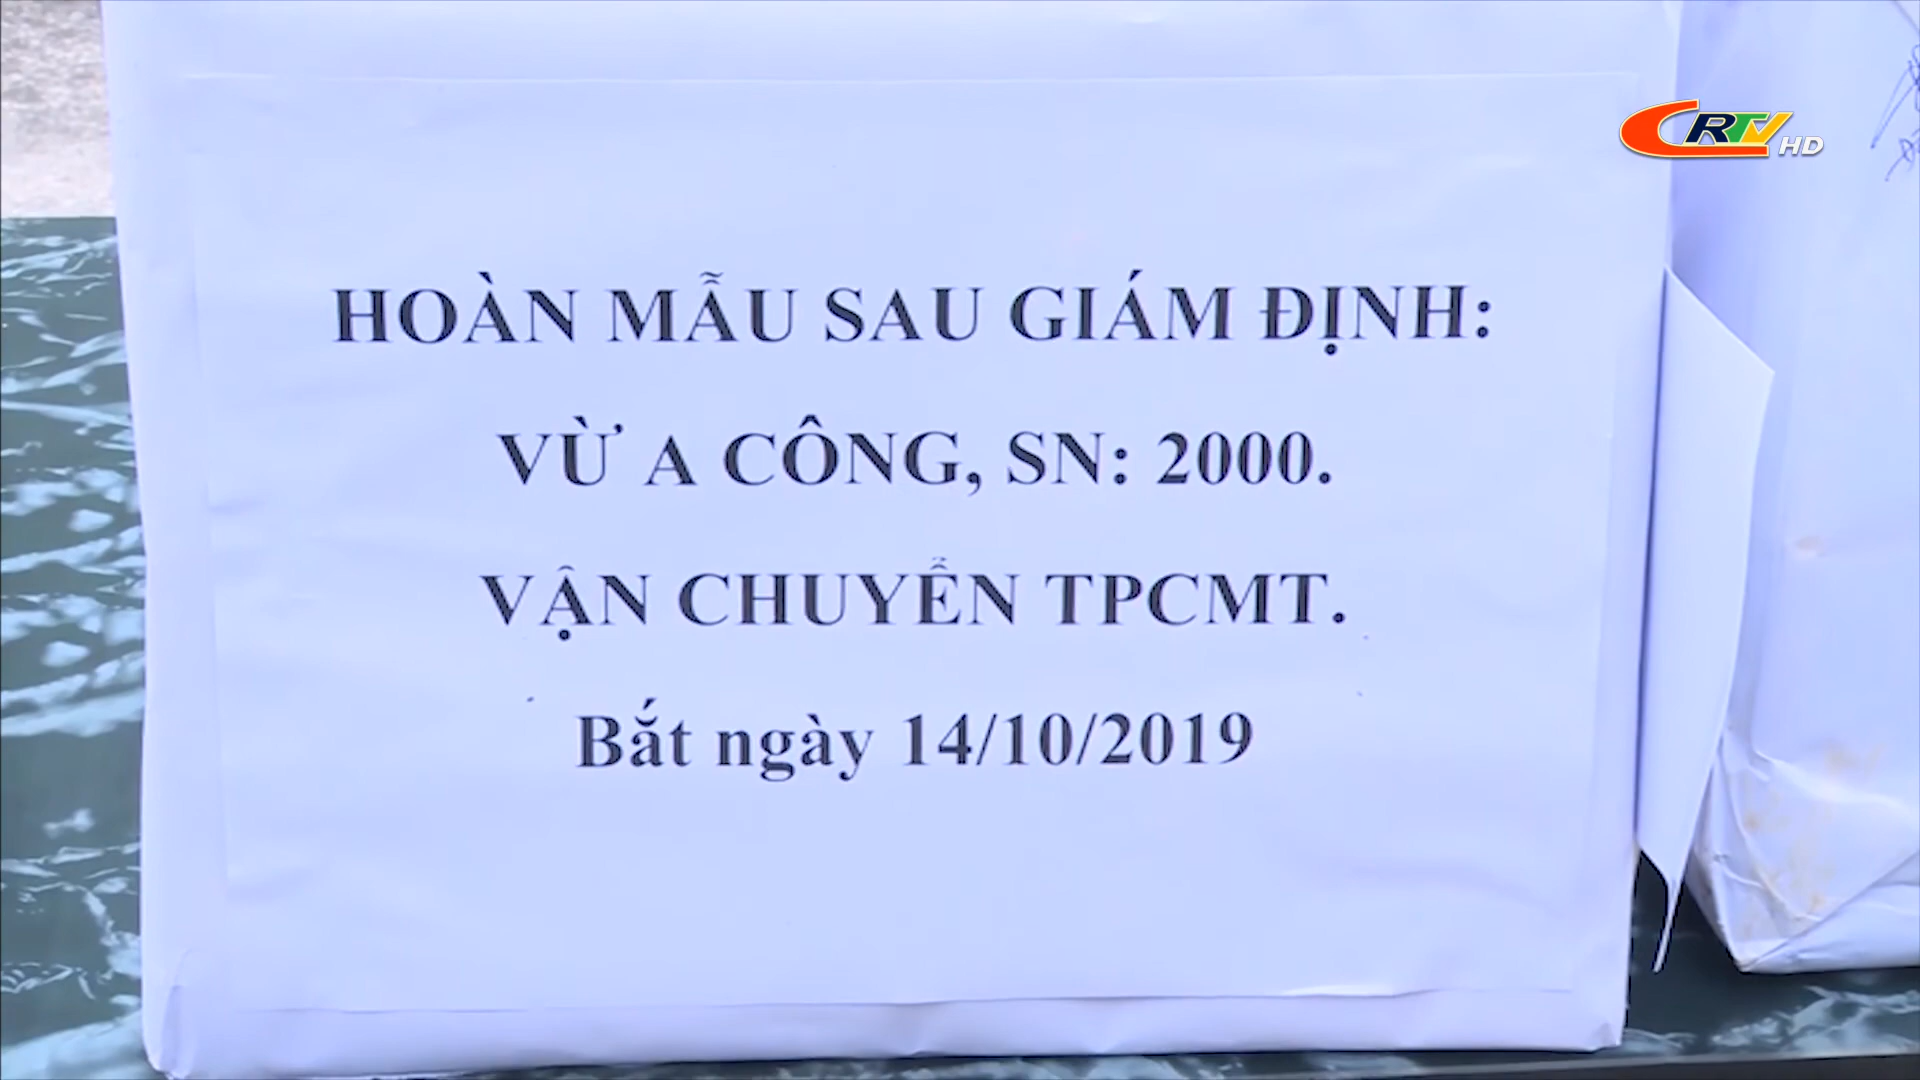 CRTV HD
HOÀN MẪU SAU GIÁM ĐỊNH:
VỪ A CÔNG, SN: 2000.
VẬN CHUYỂN TPCMT.
Bắt ngày 14/10/2019